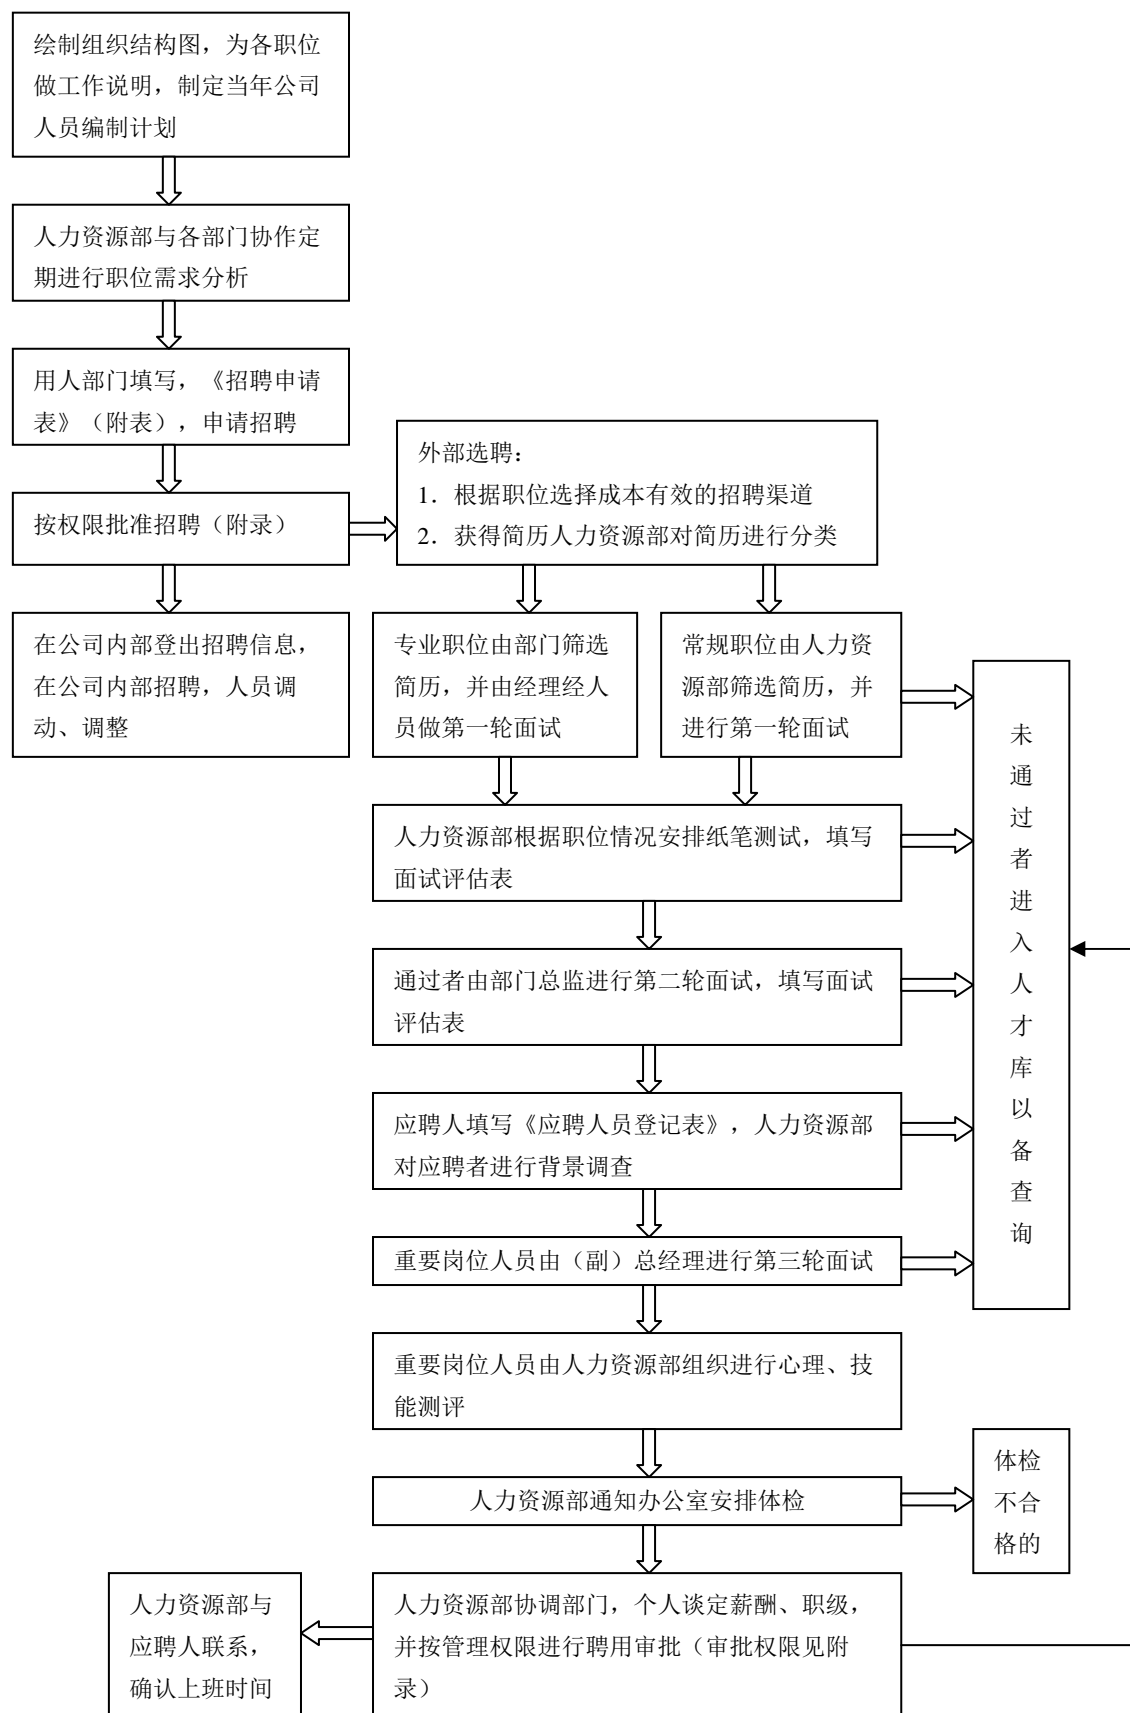 绘制组织结构图，为各职位
做工作说明，制定当年公司
人员编制计划
人力资源部与各部门协作定
期进行职位需求分析
用人部门填写，《招聘申请
表》（附表），申请招聘
按权限批准招聘（附录）
在公司内部登出招聘信息，
在公司内部招聘，人员调
动、调整
外部选聘：
1．根据职位选择成本有效的招聘渠道
2．获得简历人力资源部对简历进行分类
专业职位由部门筛选
简历，并由经理经人
员做第一轮面试
常规职位由人力资
源部筛选简历，并
进行第一轮面试
人力资源部根据职位情况安排纸笔测试，填写
面试评估表
通过者由部门总监进行第二轮面试，填写面试
评估表
应聘人填写《应聘人员登记表》，人力资源部
对应聘者进行背景调查
重要岗位人员由（副）总经理进行第三轮面试
未
通
过
者
进
入
人
才
库
以
备
查
询
重要岗位人员由人力资源部组织进行心理、技
能测评
人力资源部通知办公室安排体检
体检
不合
格的
人力资源部协调部门，个人谈定薪酬、职级，
并按管理权限进行聘用审批（审批权限见附
录）
人力资源部与
应聘人联系，
确认上班时间